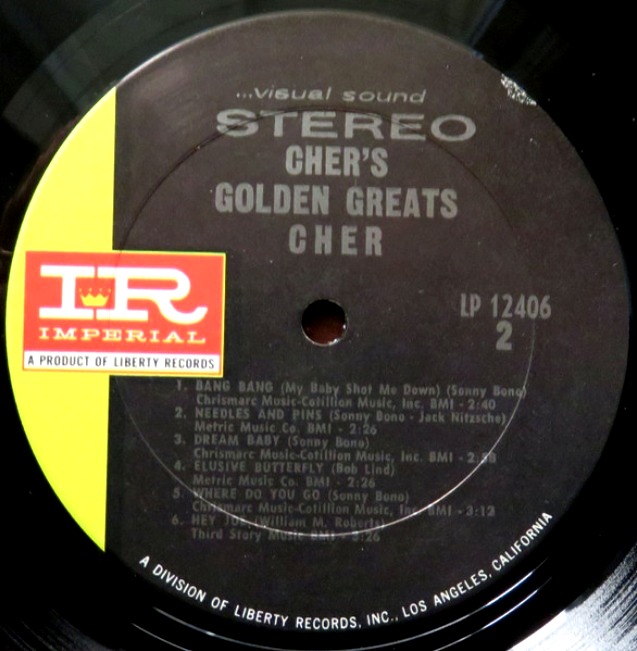 ...visual sound
STEREO
CHER'S
GOLDEN GREATS
CHER
IR
IMPERIAL
A PRODUCT OF LIBERTY RECORDS
LP 12406
2
1. BANG BANG (My Baby Shot Me Down) (Sonny Bono)
Chrismarc Music-Cotillion Music, Inc. BMI - 2:40
2. NEEDLES AND PINS (Sonny Bono - Jack Nitzsche)
Metric Music Co. BMI - 2:26
3. DREAM BABY (Sonny Bono)
Chrismarc Music-Cotillion Music, Inc. BMI - 2:58
4. ELUSIVE BUTTERFLY (Bob Lind)
Metric Music Co. BMI - 2:26
5. WHERE DO YOU GO (Sonny Bono)
Chrismarc Music-Cotillion Music, Inc. BMI - 3:12
6. HEY JOE (William M. Roberts)
Third Story Music BMI - :26
A DIVISION OF LIBERTY RECORDS, INC., LOS ANGELES, CALIFORNIA